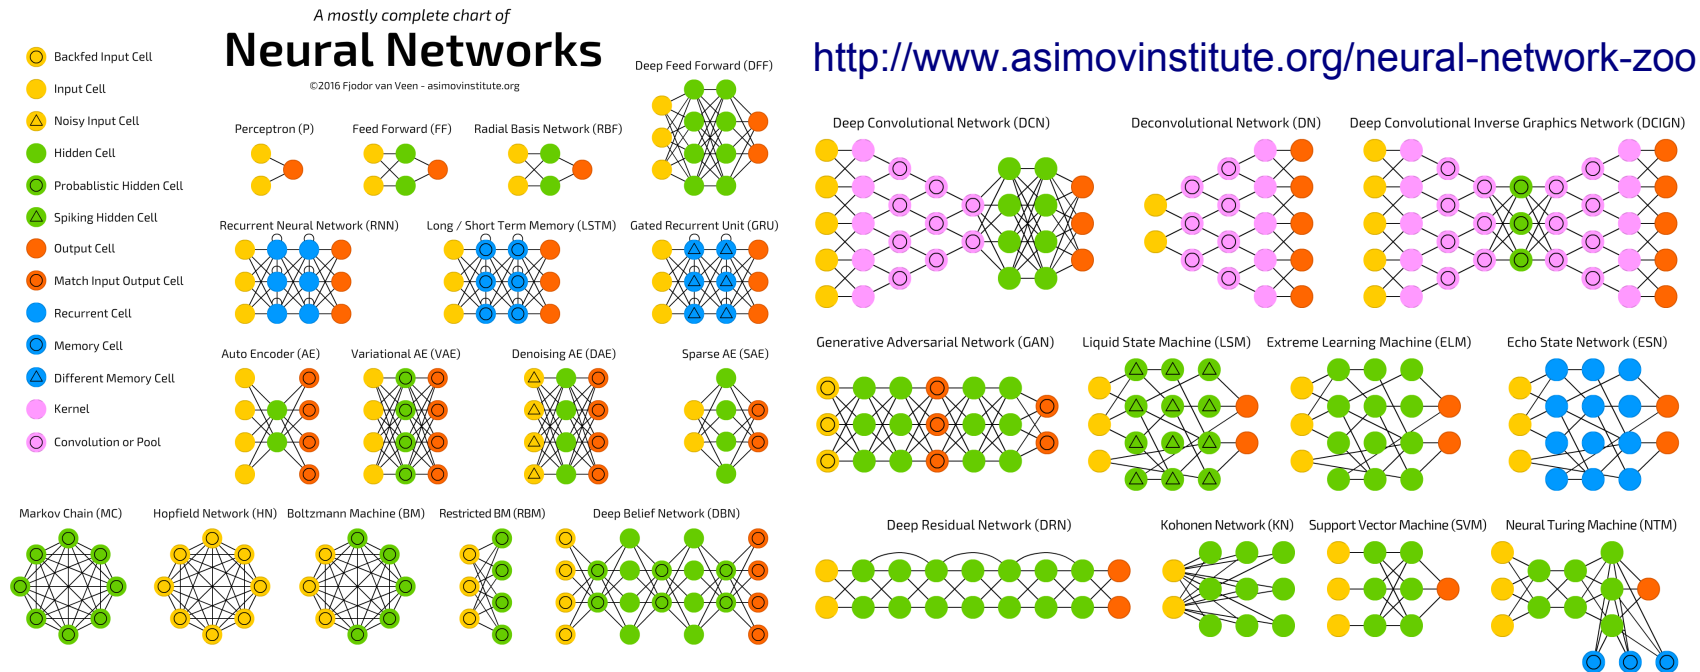 A mostly complete chart of
Neural Networks
©2016 Fjodor van Veen - asimovinstitute.org
http://www.asimovinstitute.org/neural-network-zoo
Backfed Input Cell
Input Cell
Noisy Input Cell
Hidden Cell
Probablistic Hidden Cell
Spiking Hidden Cell
Output Cell
Match Input Output Cell
Recurrent Cell
Memory Cell
Different Memory Cell
Kernel
Convolution or Pool
Deep Feed Forward (DFF)
Perceptron (P)
Feed Forward (FF)
Radial Basis Network (RBF)
Recurrent Neural Network (RNN)
Long / Short Term Memory (LSTM)
Gated Recurrent Unit (GRU)
Auto Encoder (AE)
Variational AE (VAE)
Denoising AE (DAE)
Sparse AE (SAE)
Markov Chain (MC)
Hopfield Network (HN)
Boltzmann Machine (BM)
Restricted BM (RBM)
Deep Belief Network (DBN)
Deep Convolutional Network (DCN)
Deconvolutional Network (DN)
Deep Convolutional Inverse Graphics Network (DCIGN)
Generative Adversarial Network (GAN)
Liquid State Machine (LSM)
Extreme Learning Machine (ELM)
Echo State Network (ESN)
Deep Residual Network (DRN)
Kohonen Network (KN)
Support Vector Machine (SVM)
Neural Turing Machine (NTM)